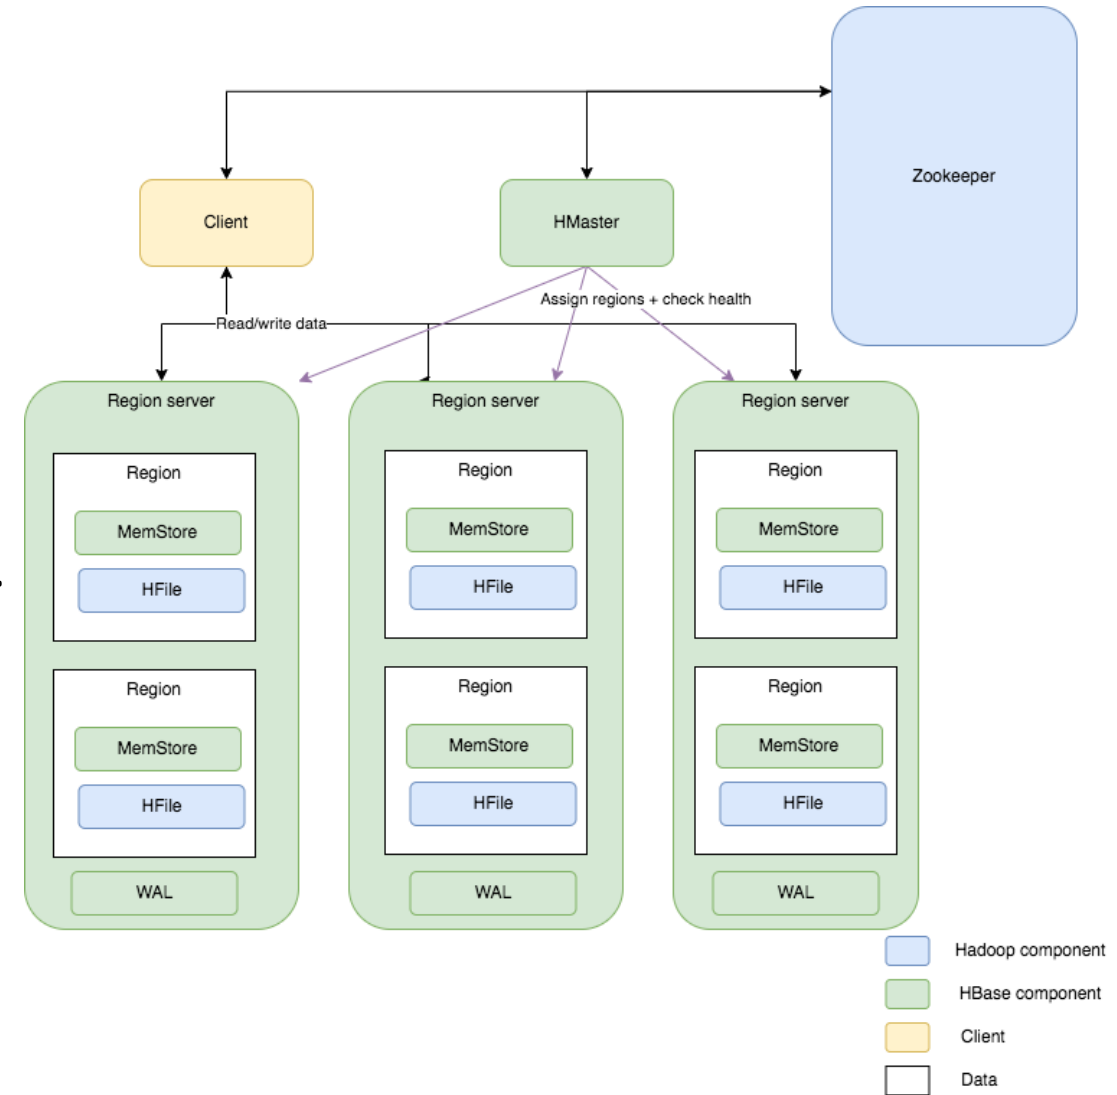 Zookeeper
Client
HMaster
Assign regions + check health
Read/write data
Region server
Region
MemStore
HFile
Region
MemStore
HFile
WAL
Region server
Region
MemStore
HFile
Region
MemStore
HFile
WAL
Region server
Region
MemStore
HFile
Region
MemStore
HFile
WAL
Hadoop component
HBase component
Client
Data